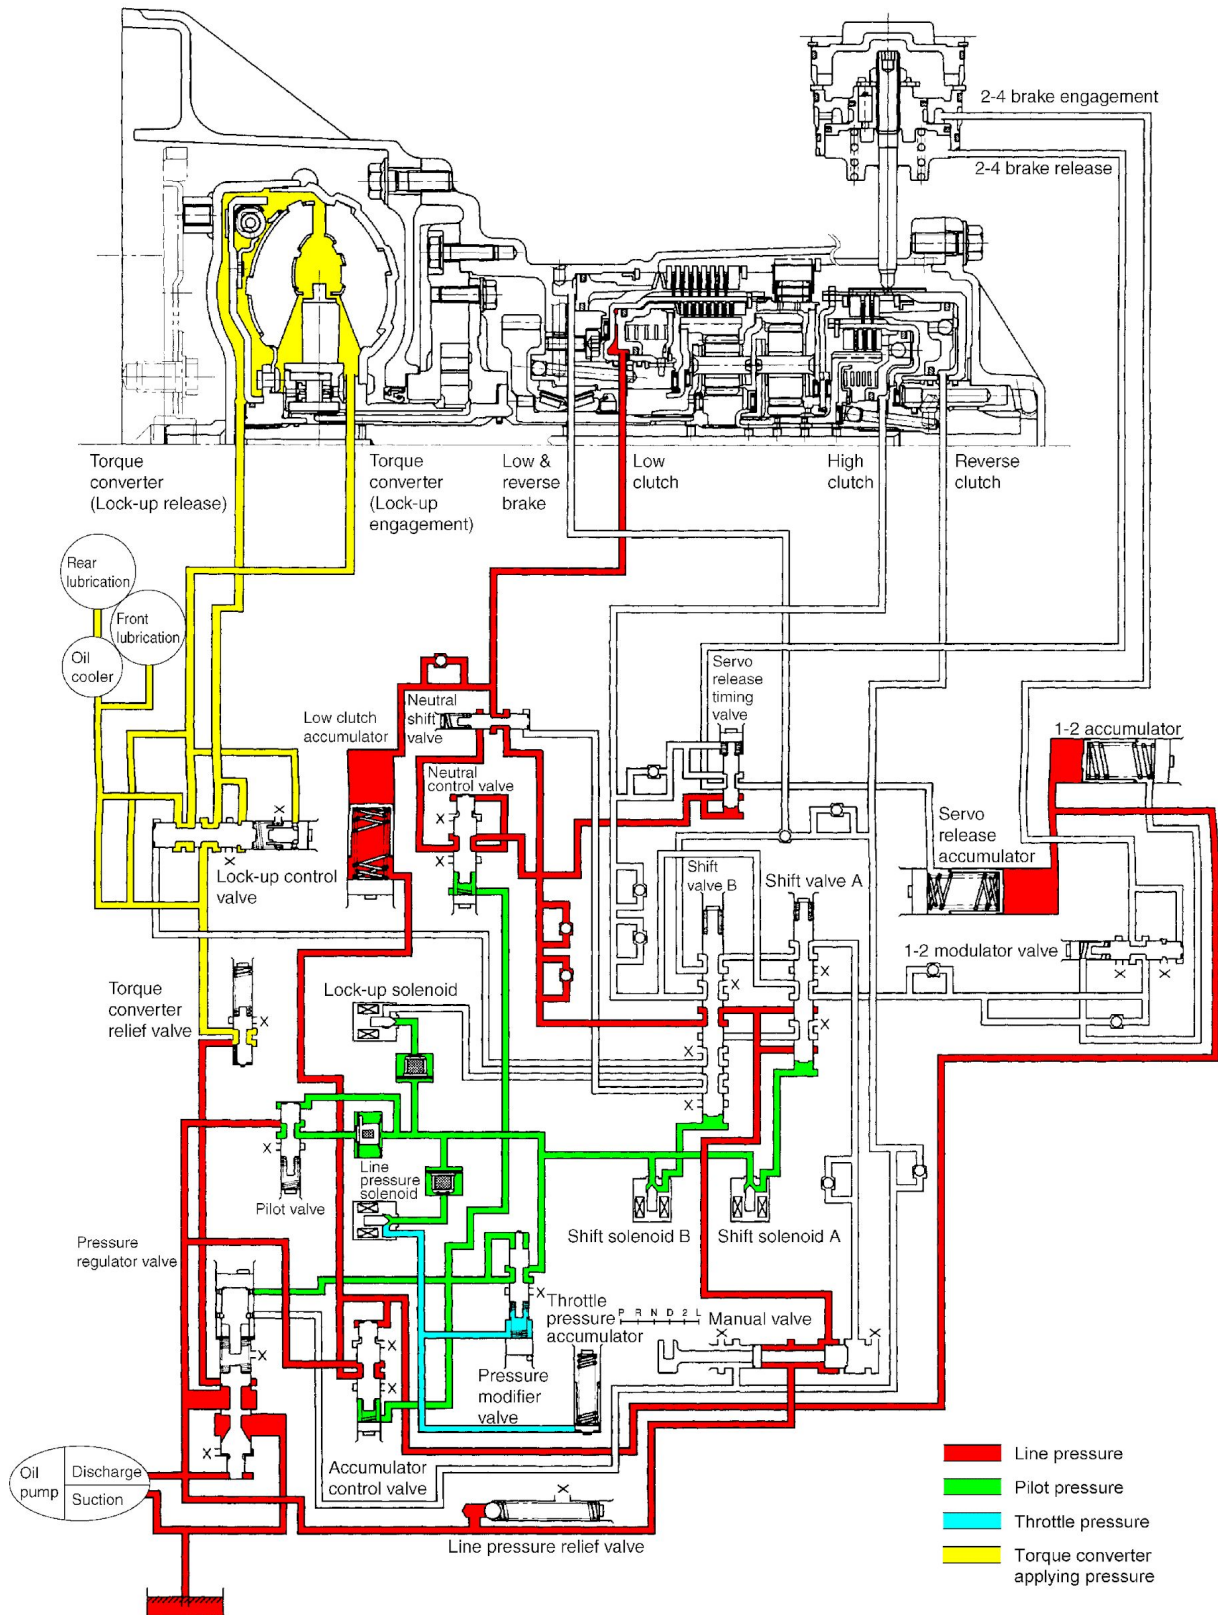 2-4 brake engagement
2-4 brake release
Torque
converter
(Lock-up release)
Torque
converter
(Lock-up
engagement)
Low &
reverse
brake
Low
clutch
High
clutch
Reverse
clutch
Rear
lubrication
Front
lubrication
Oil
cooler
Low clutch
accumulator
Neutral
shift
valve
Neutral
control valve
Servo
release
timing
valve
1-2 accumulator
Servo
release
accumulator
Lock-up control
valve
X
X
X
X
Shift
valve B
Shift valve A
1-2 modulator valve
X
X
X
X
X
X
Torque
converter
relief valve
X
Lock-up solenoid
X
X
Pilot valve
Line
pressure
solenoid
Shift solenoid B
Shift solenoid A
Pressure
regulator valve
X
X
Throttle
pressure
accumulator
P R N D 2 L
Manual valve
X
X
X
X
X
Pressure
modifier
valve
Accumulator
control valve
Oil
pump
Discharge
Suction
X
Line pressure relief valve
Line pressure
Pilot pressure
Throttle pressure
Torque converter
applying pressure